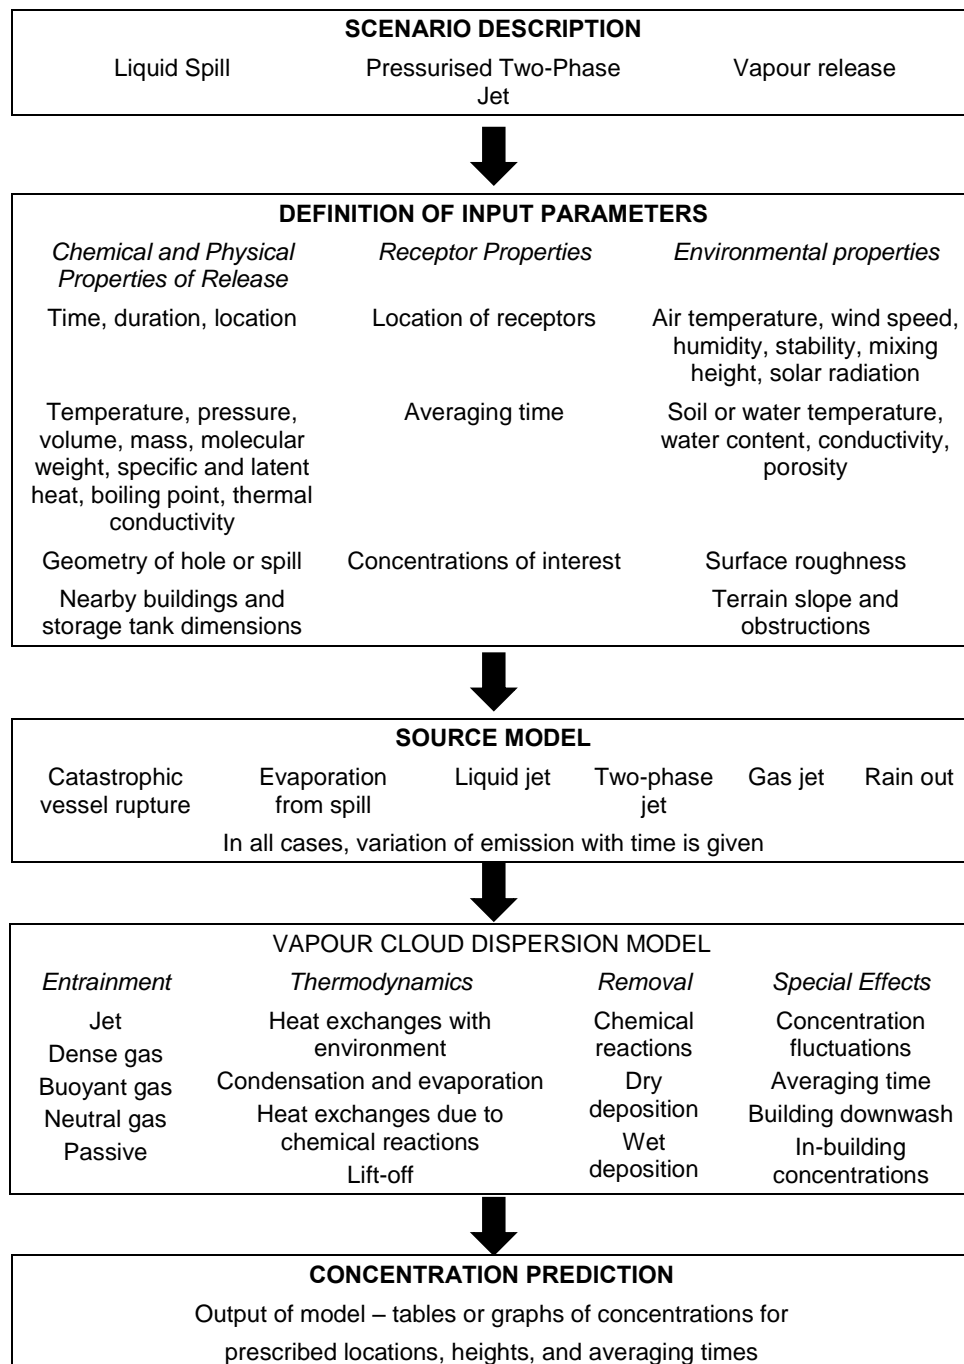 SCENARIO DESCRIPTION
Liquid Spill
Pressurised Two-Phase
Jet
Vapour release
DEFINITION OF INPUT PARAMETERS
Chemical and Physical
Properties of Release
Receptor Properties
Environmental properties
Time, duration, location
Location of receptors
Air temperature, wind speed,
humidity, stability, mixing
height, solar radiation
Temperature, pressure,
volume, mass, molecular
weight, specific and latent
heat, boiling point, thermal
conductivity
Averaging time
Soil or water temperature,
water content, conductivity,
porosity
Geometry of hole or spill
Concentrations of interest
Surface roughness
Nearby buildings and
storage tank dimensions
Terrain slope and
obstructions
SOURCE MODEL
Catastrophic
vessel rupture
Evaporation
from spill
Liquid jet
Two-phase
jet
Gas jet
Rain out
In all cases, variation of emission with time is given
VAPOUR CLOUD DISPERSION MODEL
Entrainment
Jet
Dense gas
Buoyant gas
Neutral gas
Passive
Thermodynamics
Heat exchanges with
environment
Condensation and evaporation
Heat exchanges due to
chemical reactions
Lift-off
Removal
Chemical
reactions
Dry
deposition
Wet
deposition
Special Effects
Concentration
fluctuations
Averaging time
Building downwash
In-building
concentrations
CONCENTRATION PREDICTION
Output of model – tables or graphs of concentrations for
prescribed locations, heights, and averaging times